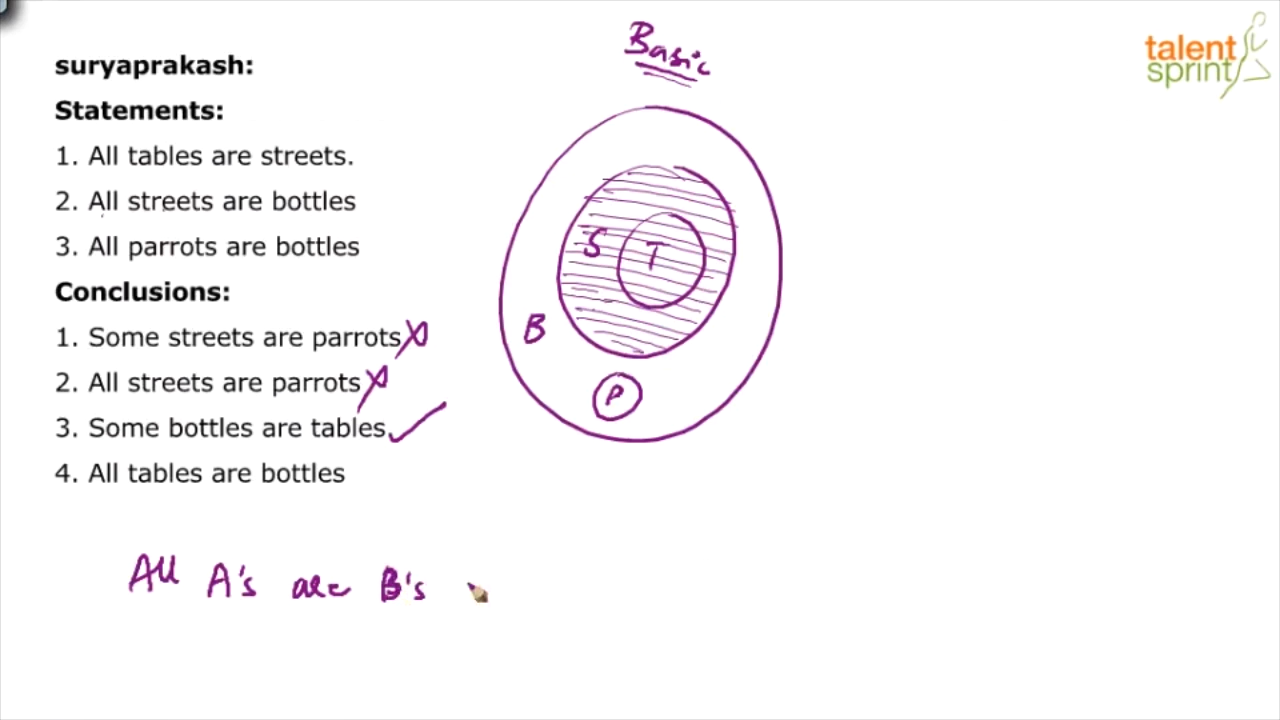 Basic
talent
sprint
suryaprakash:
Statements:
1. All tables are streets.
2. All streets are bottles
3. All parrots are bottles
Conclusions:
1. Some streets are parrots
2. All streets are parrots
3. Some bottles are tables
4. All tables are bottles
S
T
B
P
All A's are B's